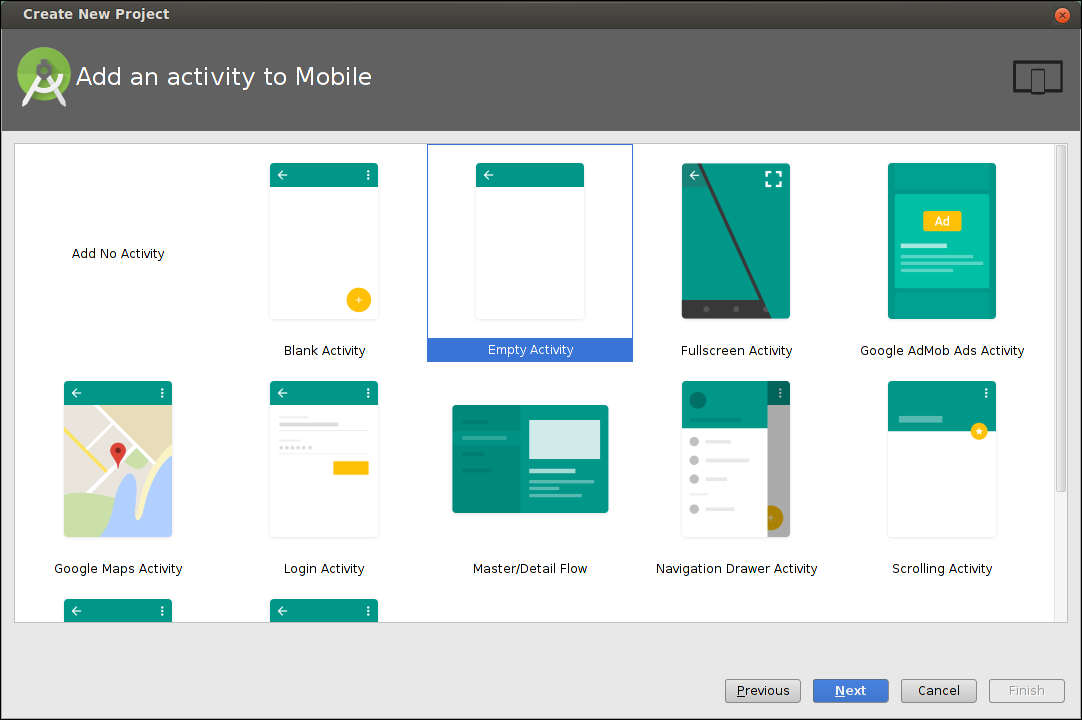 Create New Project
Add an activity to Mobile
Ad
Add No Activity
Blank Activity
Empty Activity
Fullscreen Activity
Google AdMob Ads Activity
Google Maps Activity
Login Activity
Master/Detail Flow
Navigation Drawer Activity
Scrolling Activity
Previous
Next
Cancel
Finish